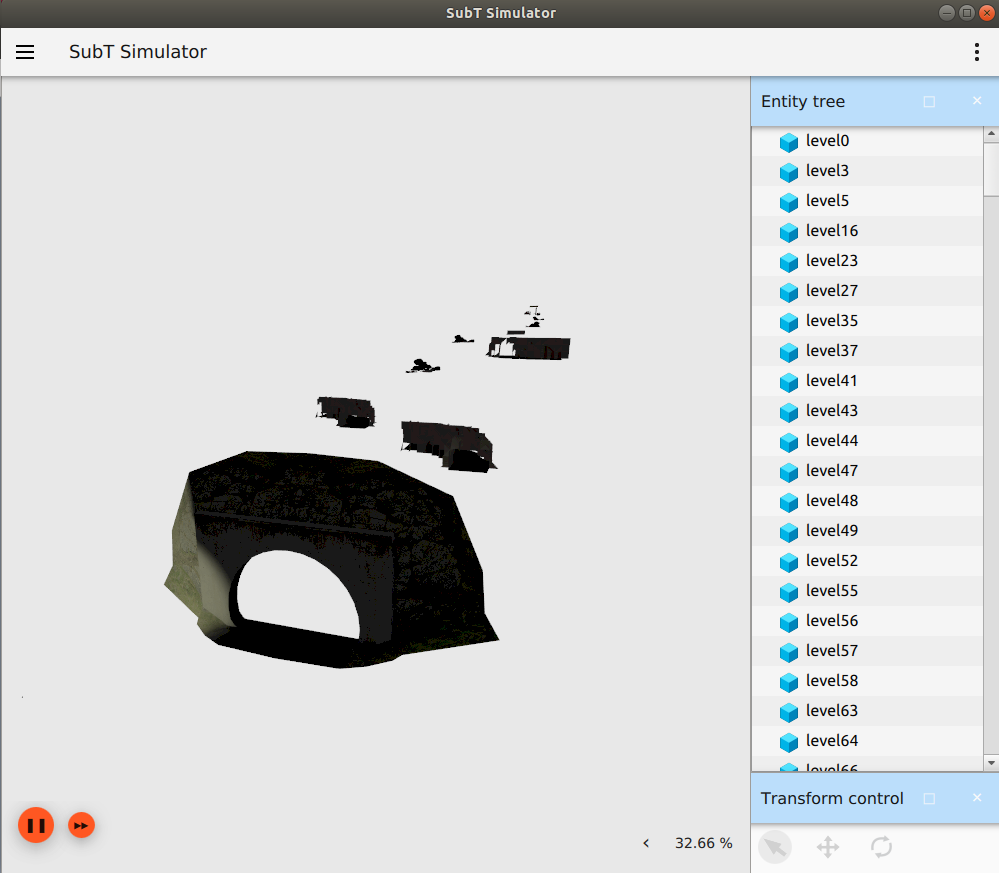 SubT Simulator
SubT Simulator
Entity tree
level0
level3
level5
level16
level23
level27
level35
level37
level41
level43
level44
level47
level48
level49
level52
level55
level56
level57
level58
level63
level64
level66
Transform control
32.66 %